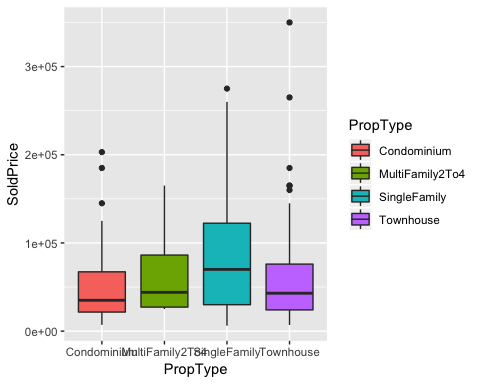 SoldPrice
3e+05
2e+05
1e+05
0e+00
Condominium MultiFamily2To4 SingleFamily Townhouse
PropType
PropType
Condominium
MultiFamily2To4
SingleFamily
Townhouse